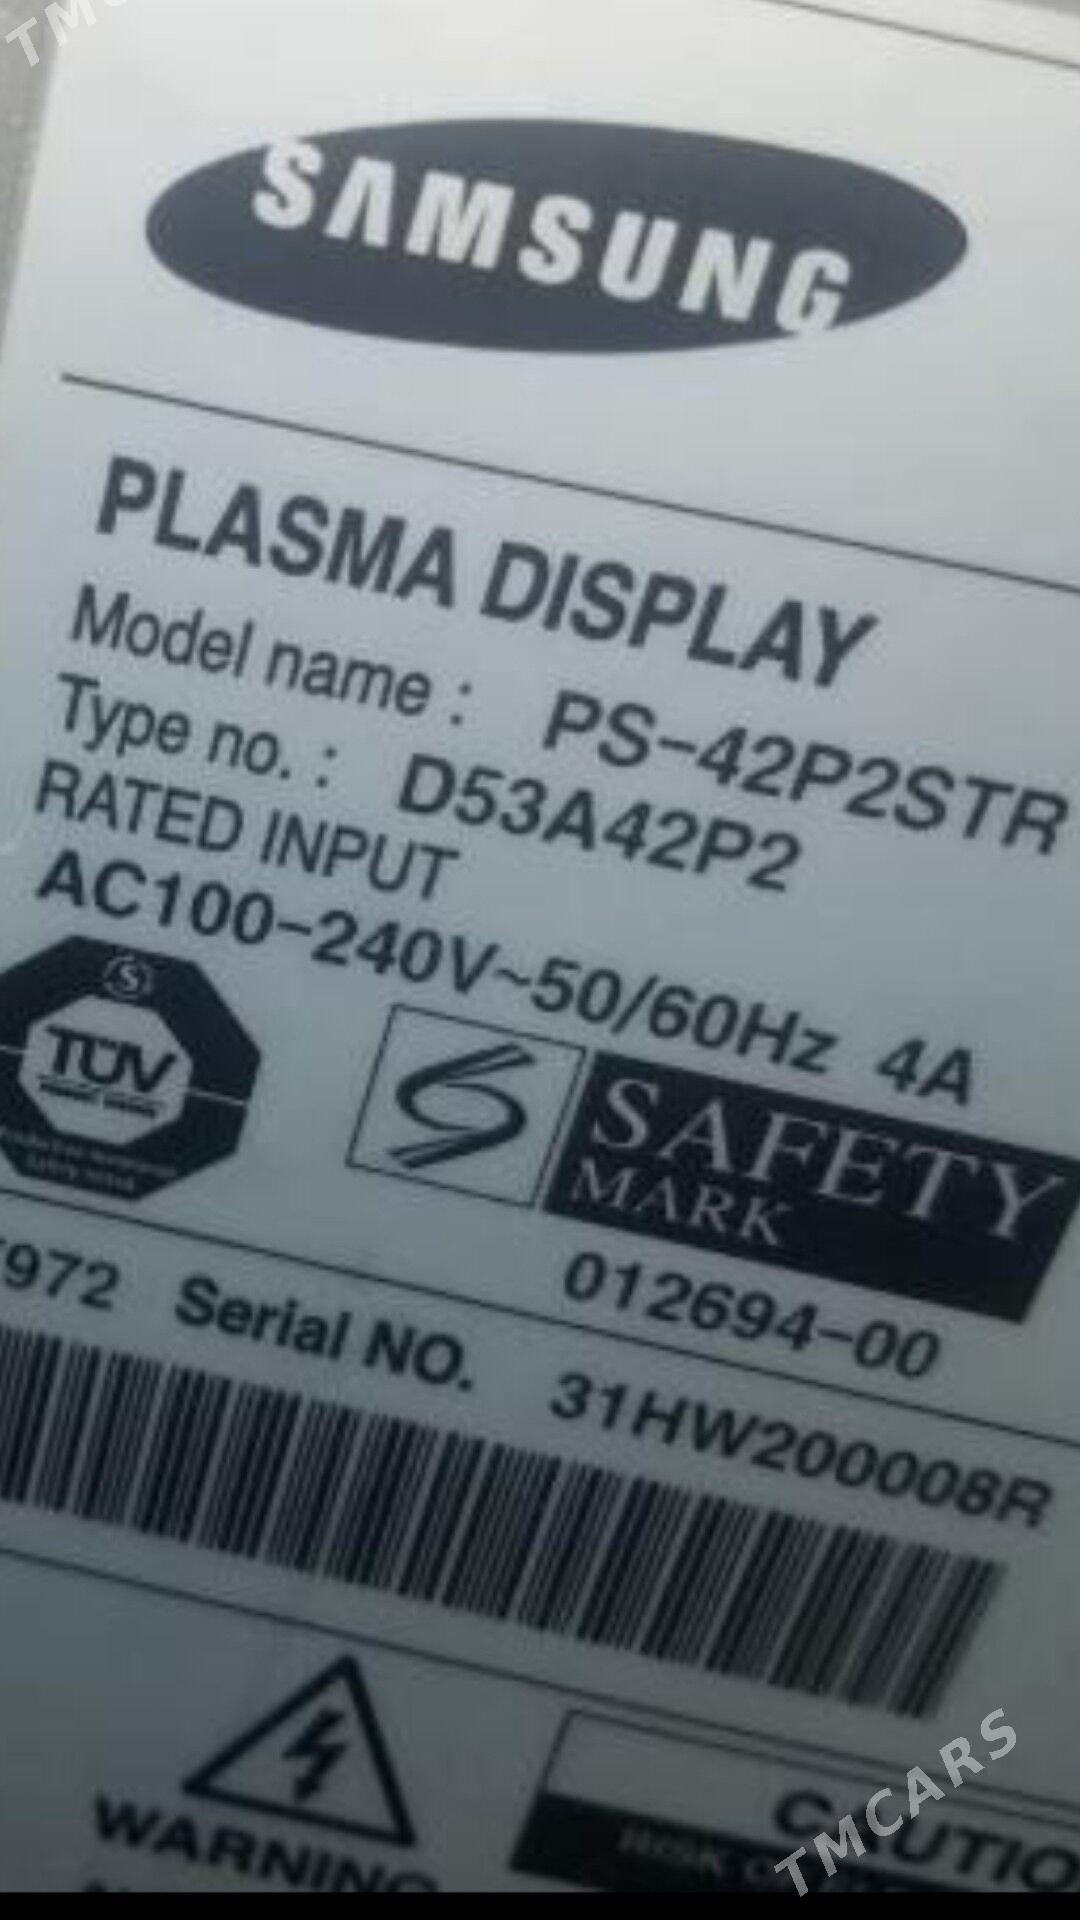 SAMSUNG
PLASMA DISPLAY
Model name : PS-42P2STR
Type no. : D53A42P2
RATED INPUT
AC100-240V~50/60Hz 4A
S
TÜV
SAFETY
MARK
012694-00
972 Serial NO. 31HW200008R
WARNING
CAUTIO
TMCARS